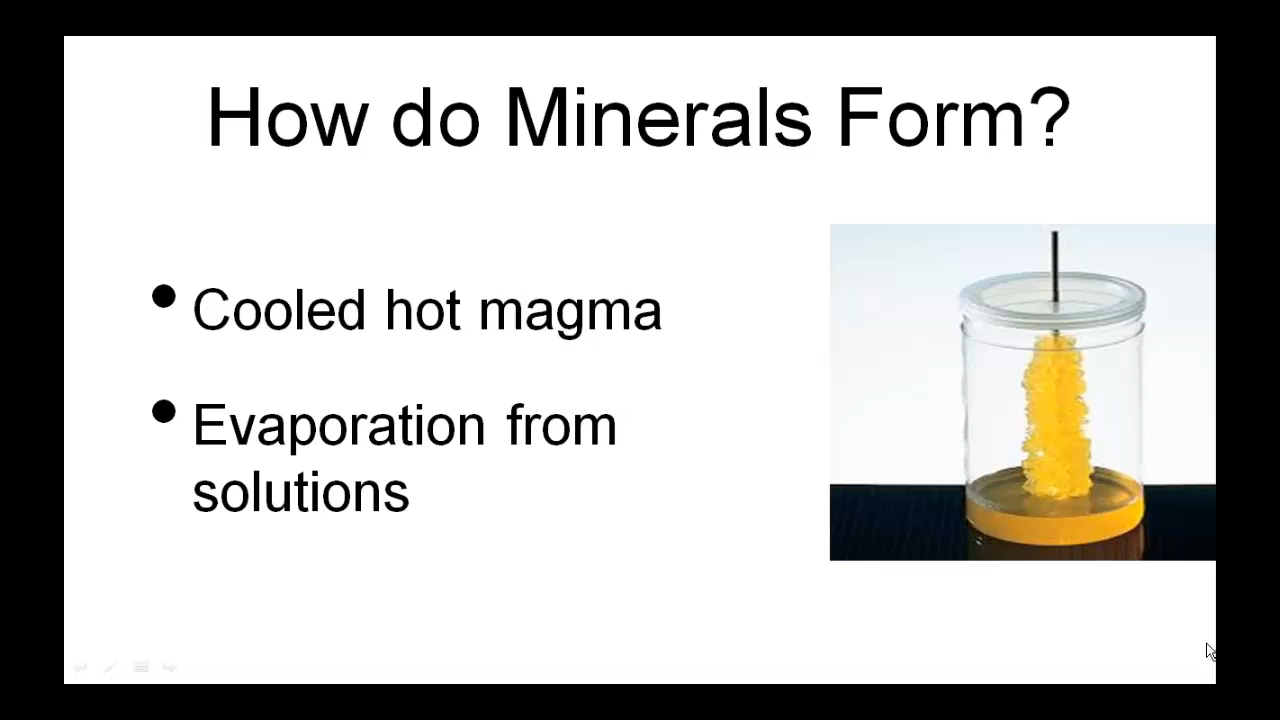 How do Minerals Form?
• Cooled hot magma
• Evaporation from
solutions